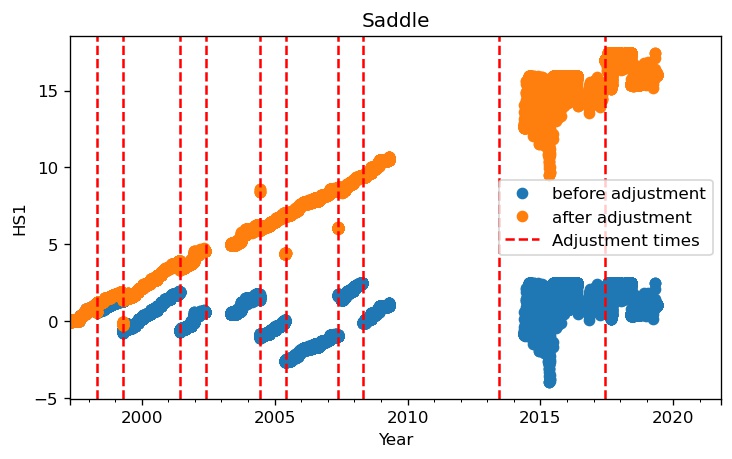 Saddle
HS1
15
10
5
0
−5
before adjustment
after adjustment
Adjustment times
2000
2005
2010
2015
2020
Year